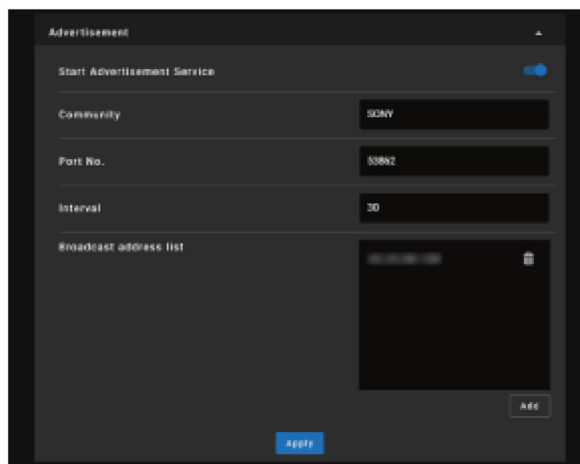 Advertisement
Start Advertisement Service
Community
SONY
Port No.
53862
Interval
30
Broadcast address list
Add
Apply